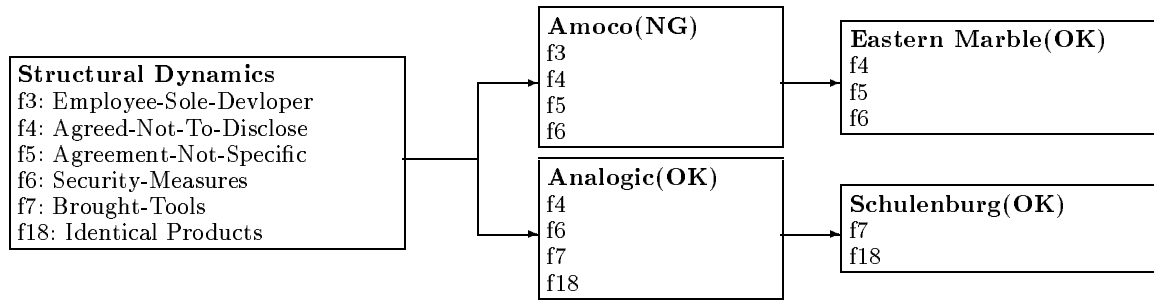 Structural Dynamics
f3: Employee-Sole-Devloper
f4: Agreed-Not-To-Disclose
f5: Agreement-Not-Specific
f6: Security-Measures
f7: Brought-Tools
f18: Identical Products
Amoco(NG)
f3
f4
f5
f6
Analogic(OK)
f4
f6
f7
f18
Eastern Marble(OK)
f4
f5
f6
Schulenburg(OK)
f7
f18